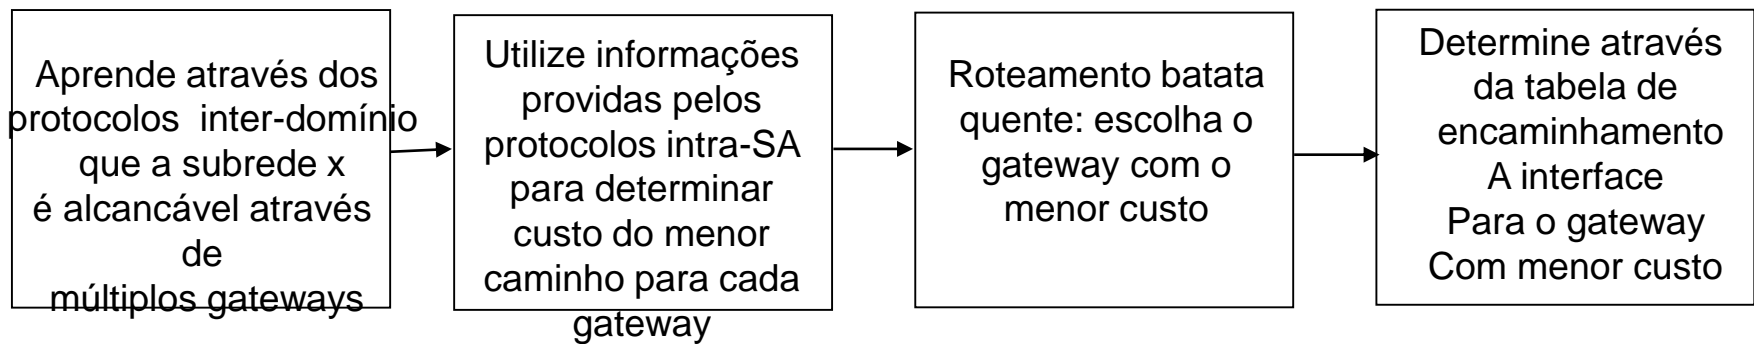 Aprende através dos
protocolos inter-domínio
que a subrede x
é alcancável através
de
múltiplos gateways
Utilize informações
providas pelos
protocolos intra-SA
para determinar
custo do menor
caminho para cada
gateway
Roteamento batata
quente: escolha o
gateway com o
menor custo
Determine através
da tabela de
encaminhamento
A interface
Para o gateway
Com menor custo